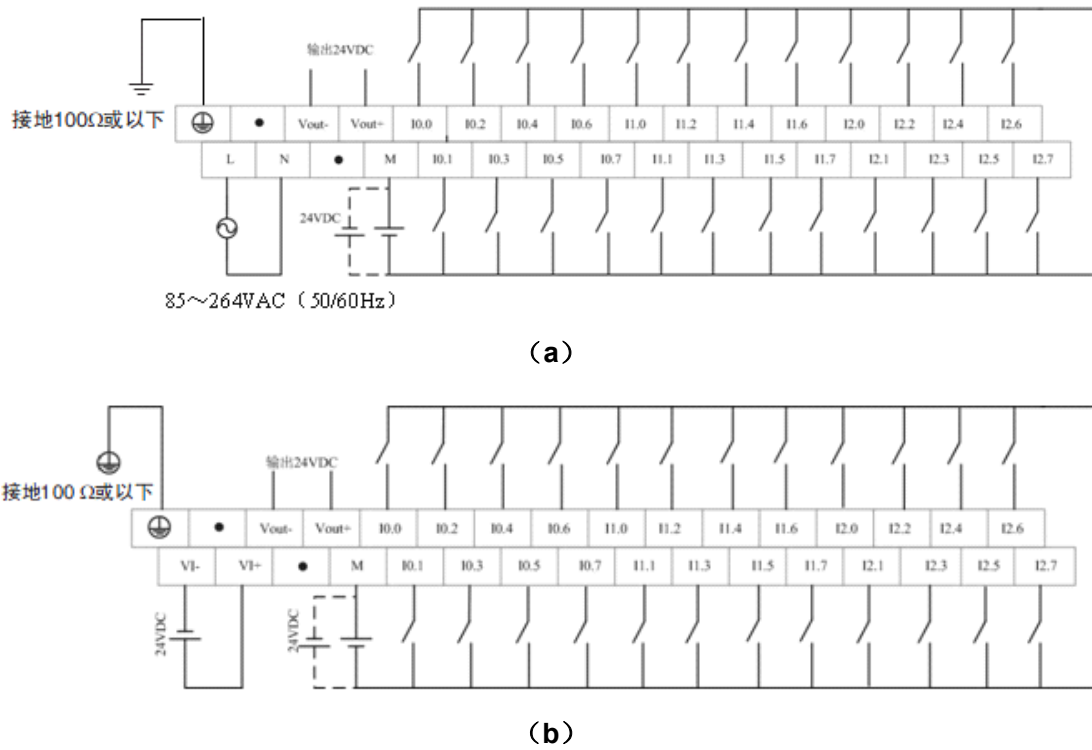 输出24VDC
接地100Ω或以下
Vout- Vout+ I0.0 I0.2 I0.4 I0.6 I1.0 I1.2 I1.4 I1.6 I2.0 I2.2 I2.4 I2.6
L N M I0.1 I0.3 I0.5 I0.7 I1.1 I1.3 I1.5 I1.7 I2.1 I2.3 I2.5 I2.7
24VDC
85～264VAC（50/60Hz）
（a）
输出24VDC
接地100 Ω或以下
Vout- Vout+ I0.0 I0.2 I0.4 I0.6 I1.0 I1.2 I1.4 I1.6 I2.0 I2.2 I2.4 I2.6
VI- VI+ M I0.1 I0.3 I0.5 I0.7 I1.1 I1.3 I1.5 I1.7 I2.1 I2.3 I2.5 I2.7
24VDC
24VDC
（b）